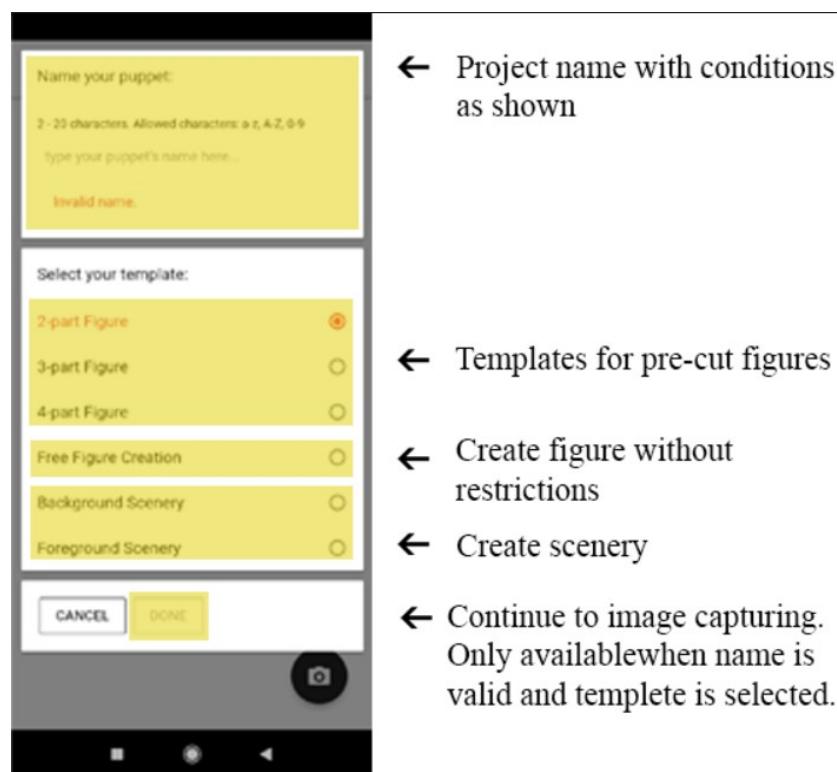 Name your puppet:
2 - 20 characters. Allowed characters: a-z, A-Z, 0-9
type your puppet's name here...
Invalid name.
Select your template:
2-part Figure
3-part Figure
4-part Figure
Free Figure Creation
Background Scenery
Foreground Scenery
CANCEL DONE
← Project name with conditions
as shown
← Templates for pre-cut figures
← Create figure without
restrictions
← Create scenery
← Continue to image capturing.
Only availablewhen name is
valid and templete is selected.